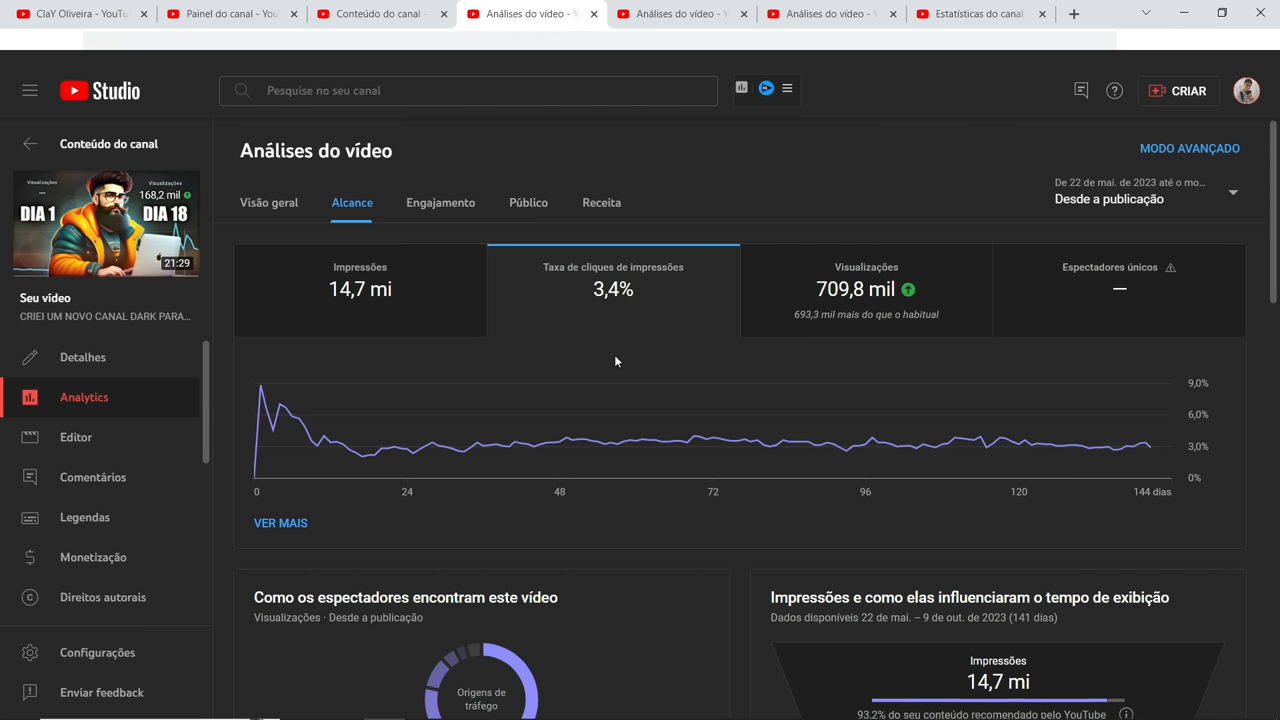 ClaY Oliveira - YouTu
Painel do canal - You
Conteúdo do canal -
Análises do vídeo - Y
Análises do vídeo - Y
Análises do vídeo - Y
Estatísticas do canal
Studio
Pesquise no seu canal
CRIAR
Conteúdo do canal
Visualizações
—
Visualizações
168,2 mil
DIA 1
DIA 18
21:29
Seu vídeo
CRIEI UM NOVO CANAL DARK PARA...
Detalhes
Analytics
Editor
Comentários
Legendas
Monetização
Direitos autorais
Configurações
Enviar feedback
Análises do vídeo
MODO AVANÇADO
De 22 de mai. de 2023 até o mo...
Desde a publicação
Visão geral
Alcance
Engajamento
Público
Receita
Impressões
14,7 mi
Taxa de cliques de impressões
3,4%
Visualizações
709,8 mil
693,3 mil mais do que o habitual
Espectadores únicos
—
9,0%
6,0%
3,0%
0%
0 24 48 72 96 120 144 dias
VER MAIS
Como os espectadores encontram este vídeo
Visualizações · Desde a publicação
Origens de
tráfego
Impressões e como elas influenciaram o tempo de exibição
Dados disponíveis 22 de mai. – 9 de out. de 2023 (141 dias)
Impressões
14,7 mi
93.2% do seu conteúdo recomendado pelo YouTube